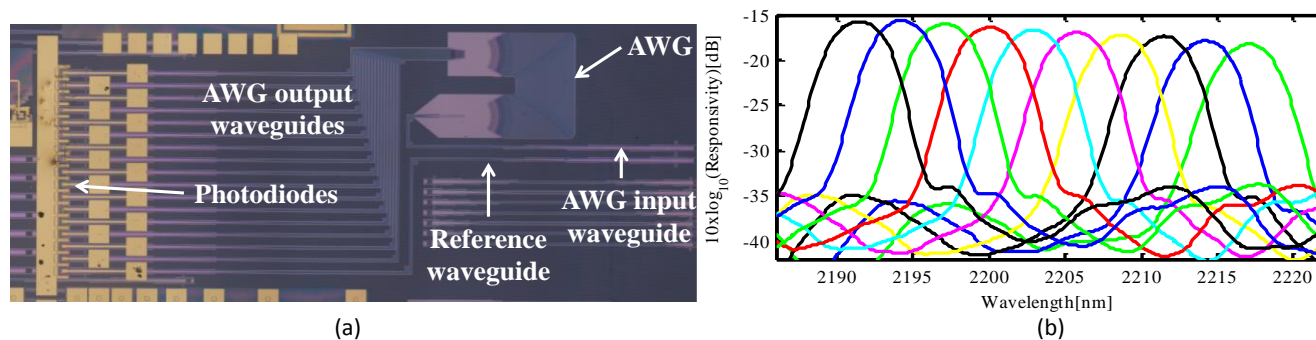 AWG
AWG output
waveguides
Photodiodes
Reference
waveguide
AWG input
waveguide
(a)
10xlog10(Responsivity)[dB]
-15
-20
-25
-30
-35
-40
2190 2195 2200 2205 2210 2215 2220
Wavelength[nm]
(b)